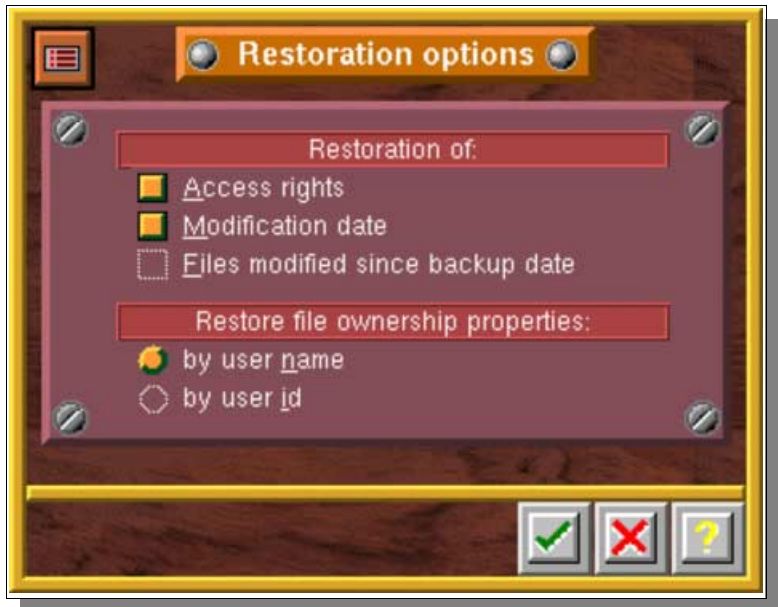 Restoration options
Restoration of:
Access rights
Modification date
Files modified since backup date
Restore file ownership properties:
by user name
by user id
?